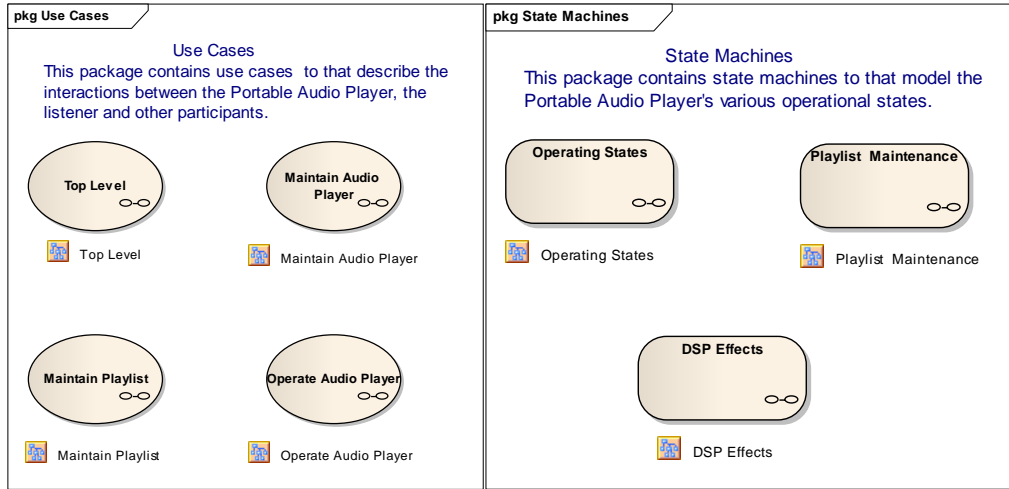 pkg Use Cases
Use Cases
This package contains use cases to that describe the
interactions between the Portable Audio Player, the
listener and other participants.
Top Level
Maintain Audio
Player
Top Level
Maintain Audio Player
Maintain Playlist
Operate Audio Player
Maintain Playlist
Operate Audio Player
pkg State Machines
State Machines
This package contains state machines to that model the
Portable Audio Player's various operational states.
Operating States
Playlist Maintenance
Operating States
Playlist Maintenance
DSP Effects
DSP Effects